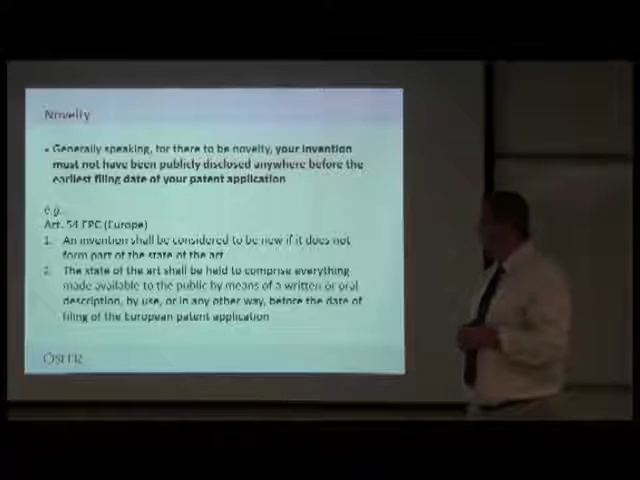 Novelty
• Generally speaking, for there to be novelty, your invention
must not have been publicly disclosed anywhere before the
earliest filing date of your patent application
e.g.
Art. 54 EPC (Europe)
1. An invention shall be considered to be new if it does not
form part of the state of the art
2. The state of the art shall be held to comprise everything
made available to the public by means of a written or oral
description, by use, or in any other way, before the date of
filing of the European patent application
OSLER